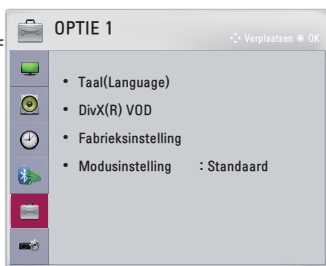 OPTIE 1
Verplaatsen OK
• Taal(Language)
• DivX(R) VOD
• Fabrieksinstelling
• Modusinstelling : Standaard